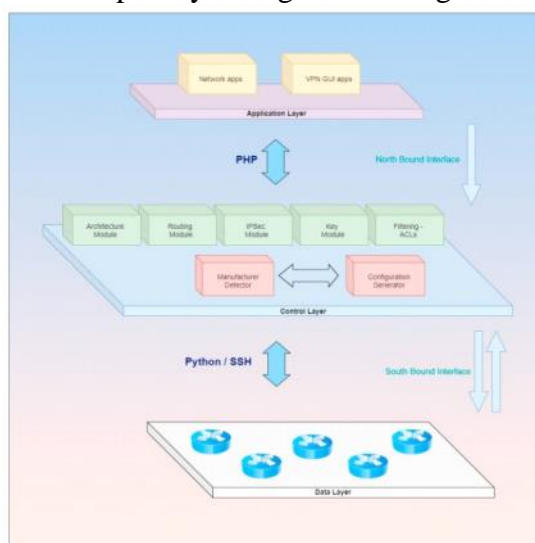 Network apps
VPN GUI apps
Application Layer
PHP
North Bound Interface
Architecture
Module
Routing
Module
IPSec
Module
Key
Module
Filtering -
ACLs
Manufacturer
Detector
Configuration
Generator
Control Layer
Python / SSH
South Bound Interface
Data Layer